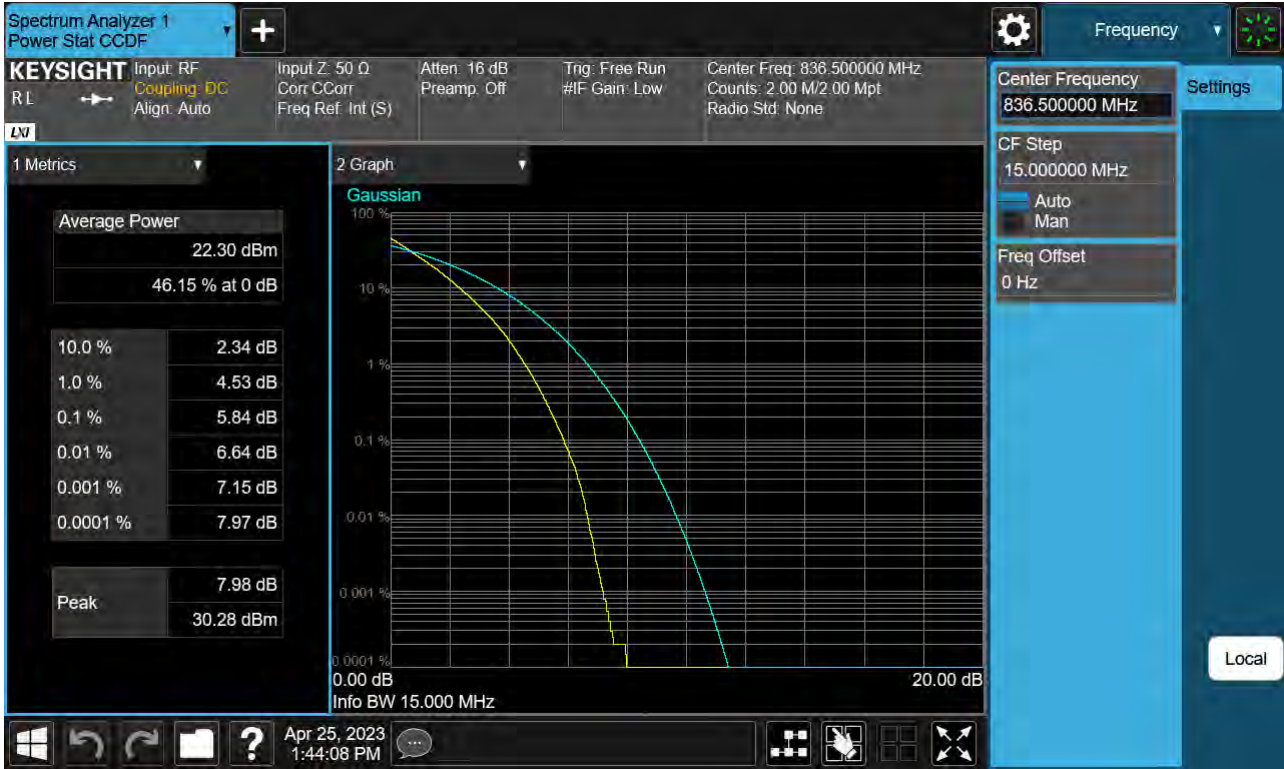 Spectrum Analyzer 1
Power Stat CCDF
+
Frequency
KEYSIGHT
R L
LXI
Input: RF
Coupling: DC
Align: Auto
Input Z: 50 Ω
Corr CCorr
Freq Ref: Int (S)
Atten: 16 dB
Preamp: Off
Trig: Free Run
#IF Gain: Low
Center Freq: 836.500000 MHz
Counts: 2.00 M/2.00 Mpt
Radio Std: None
Center Frequency
836.500000 MHz
Settings
CF Step
15.000000 MHz
Auto
Man
Freq Offset
0 Hz
Local
1 Metrics
Average Power
22.30 dBm
46.15 % at 0 dB
10.0 % 2.34 dB
1.0 % 4.53 dB
0.1 % 5.84 dB
0.01 % 6.64 dB
0.001 % 7.15 dB
0.0001 % 7.97 dB
Peak
7.98 dB
30.28 dBm
2 Graph
Gaussian
100 %
10 %
1 %
0.1 %
0.01 %
0.001 %
0.0001 %
0.00 dB 20.00 dB
Info BW 15.000 MHz
?
Apr 25, 2023
1:44:08 PM